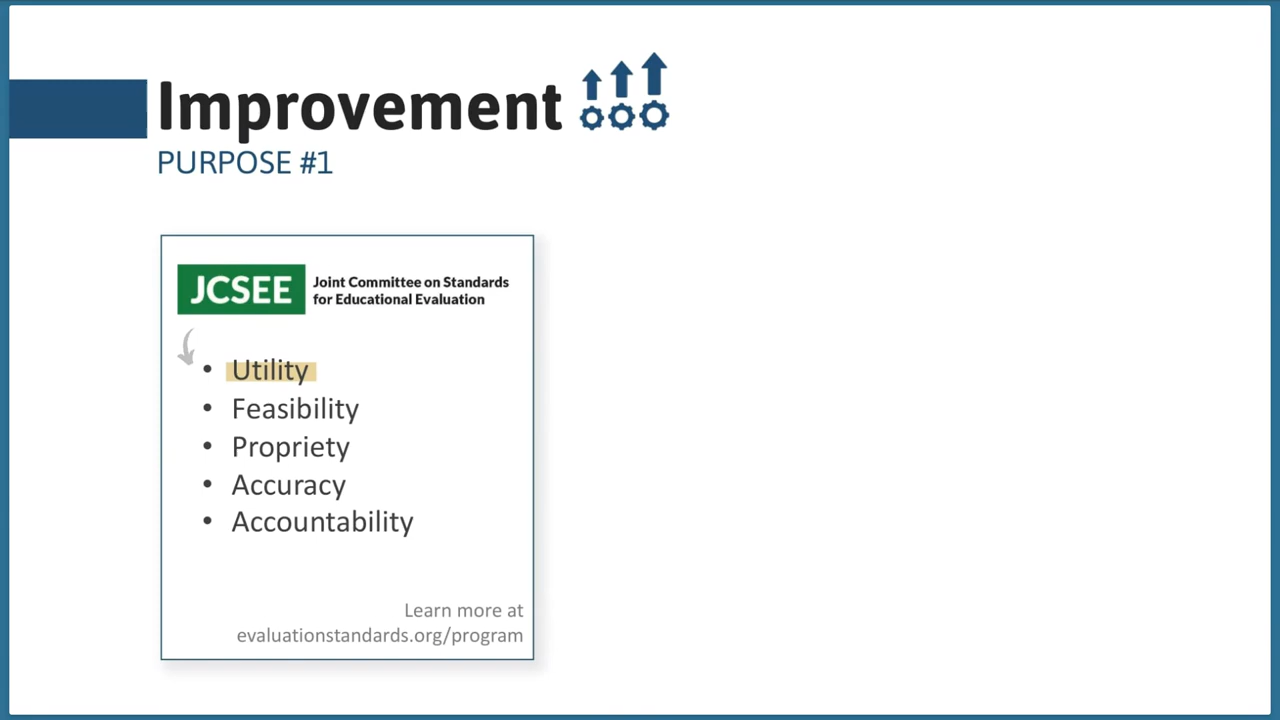 Improvement
PURPOSE #1
JCSEE
Joint Committee on Standards
for Educational Evaluation
• Utility
• Feasibility
• Propriety
• Accuracy
• Accountability
Learn more at
evaluationstandards.org/program